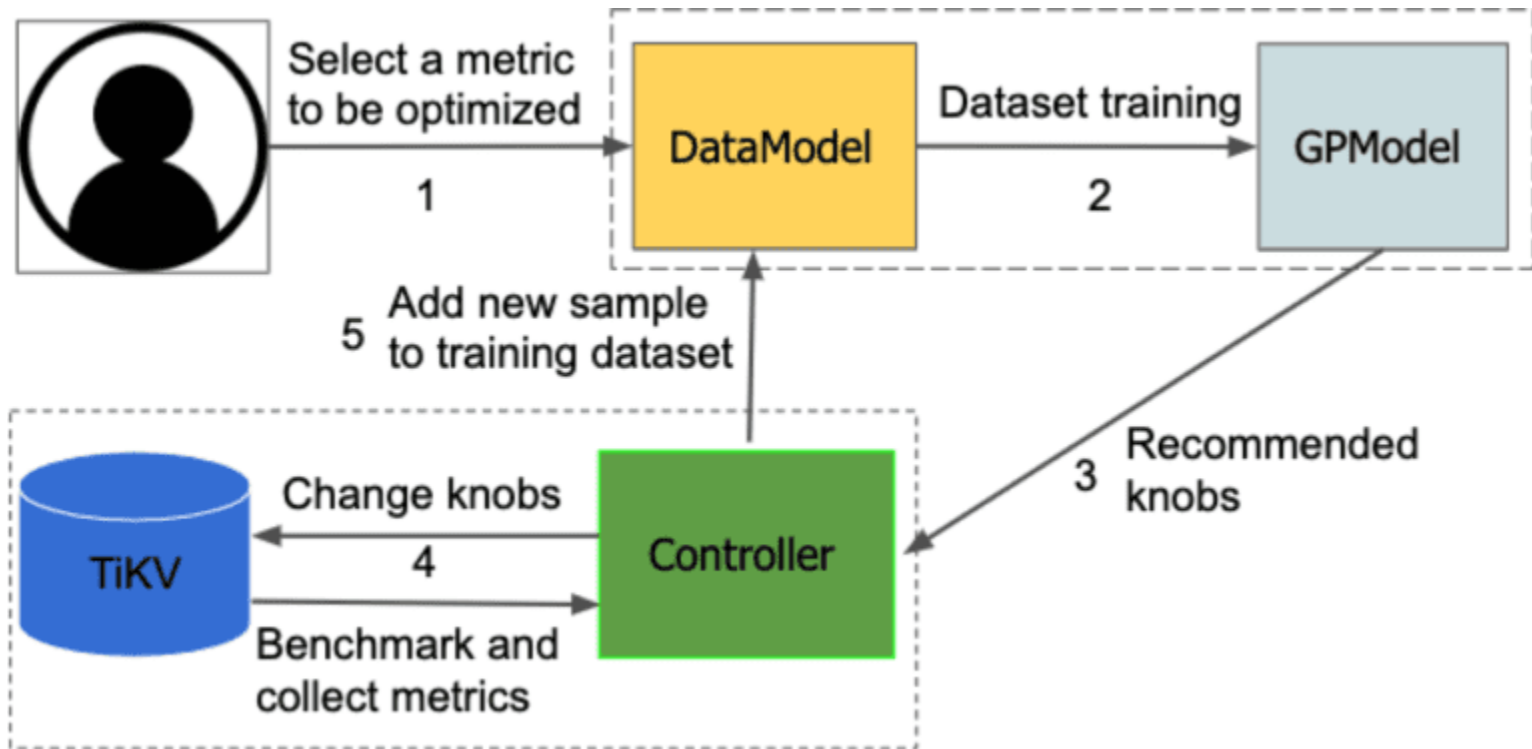 Select a metric
to be optimized
1
DataModel
Dataset training
2
GPModel
5
Add new sample
to training dataset
3
Recommended
knobs
Change knobs
4
TiKV
Benchmark and
collect metrics
Controller